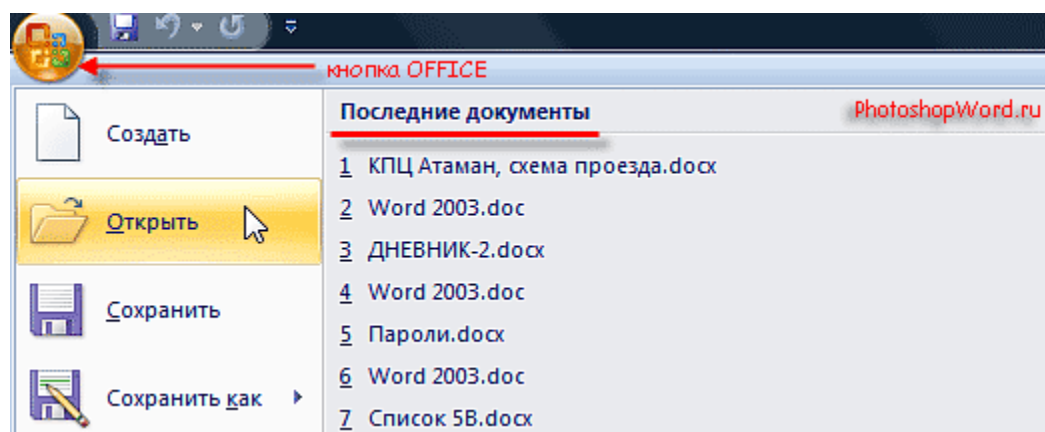 кнопка OFFICE
Создать
Открыть
Сохранить
Сохранить как
Последние документы
PhotoshopWord.ru
1 КПЦ Атаман, схема проезда.docx
2 Word 2003.doc
3 ДНЕВНИК-2.docx
4 Word 2003.doc
5 Пароли.docx
6 Word 2003.doc
7 Список 5В.docx